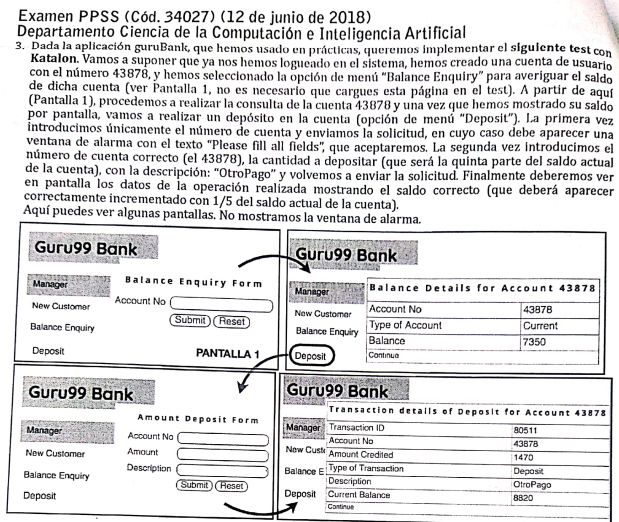 Examen PPSS (Cód. 34027) (12 de junio de 2018)
Departamento Ciencia de la Computación e Inteligencia Artificial
3. Dada la aplicación guruBank, que hemos usado en prácticas, queremos implementar el siguiente test con
Katalon. Vamos a suponer que ya nos hemos logueado en el sistema, hemos creado una cuenta de usuario
con el número 43878, y hemos seleccionado la opción de menú "Balance Enquiry" para averiguar el saldo
de dicha cuenta (ver Pantalla 1, no es necesario que cargues esta página en el test). A partir de aquí
(Pantalla 1), procedemos a realizar la consulta de la cuenta 43878 y una vez que hemos mostrado su saldo
por pantalla, vamos a realizar un depósito en la cuenta (opción de menú "Deposit"). La primera vez
introducimos únicamente el número de cuenta y enviamos la solicitud, en cuyo caso debe aparecer una
ventana de alarma con el texto "Please fill all fields", que aceptaremos. La segunda vez introducimos el
número de cuenta correcto (el 43878), la cantidad a depositar (que será la quinta parte del saldo actual
de la cuenta), con la descripción: "OtroPago" y volvemos a enviar la solicitud. Finalmente deberemos ver
en pantalla los datos de la operación realizada mostrando el saldo correcto (que deberá aparecer
correctamente incrementado con 1/5 del saldo actual de la cuenta).
Aquí puedes ver algunas pantallas. No mostramos la ventana de alarma.
Guru99 Bank
Manager
Balance Enquiry Form
New Customer
Account No
Balance Enquiry
Submit Reset
Deposit
PANTALLA 1
Guru99 Bank
Manager
Balance Details for Account 43878
New Customer
Account No 43878
Balance Enquiry
Type of Account Current
Balance 7350
Deposit
Continue
Guru99 Bank
Manager
Amount Deposit Form
New Customer
Account No
Amount
Balance Enquiry
Description
Submit Reset
Deposit
Guru99 Bank
Transaction details of Deposit for Account 43878
Manager
Transaction ID 80511
Account No 43878
New Cust
Amount Credited 1470
Balance E
Type of Transaction Deposit
Description OtroPago
Deposit
Current Balance 8820
Continue